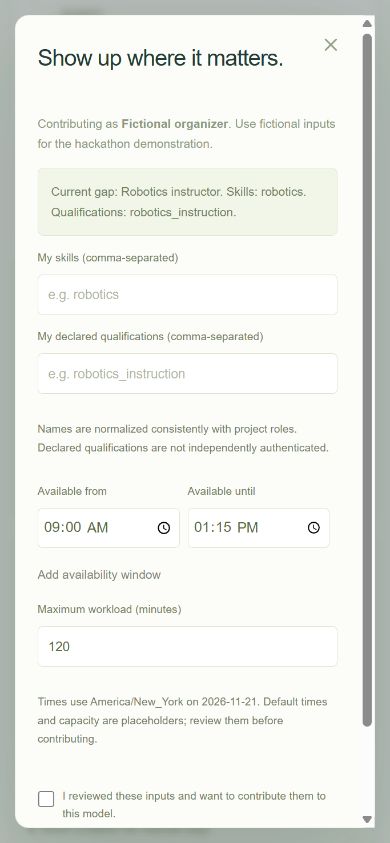 Show up where it matters.
Contributing as Fictional organizer. Use fictional inputs
for the hackathon demonstration.
Current gap: Robotics instructor. Skills: robotics.
Qualifications: robotics_instruction.
My skills (comma-separated)
e.g. robotics
My declared qualifications (comma-separated)
e.g. robotics_instruction
Names are normalized consistently with project roles.
Declared qualifications are not independently authenticated.
Available from Available until
09:00 AM 01:15 PM
Add availability window
Maximum workload (minutes)
120
Times use America/New_York on 2026-11-21. Default times
and capacity are placeholders; review them before
contributing.
I reviewed these inputs and want to contribute them to
this model.